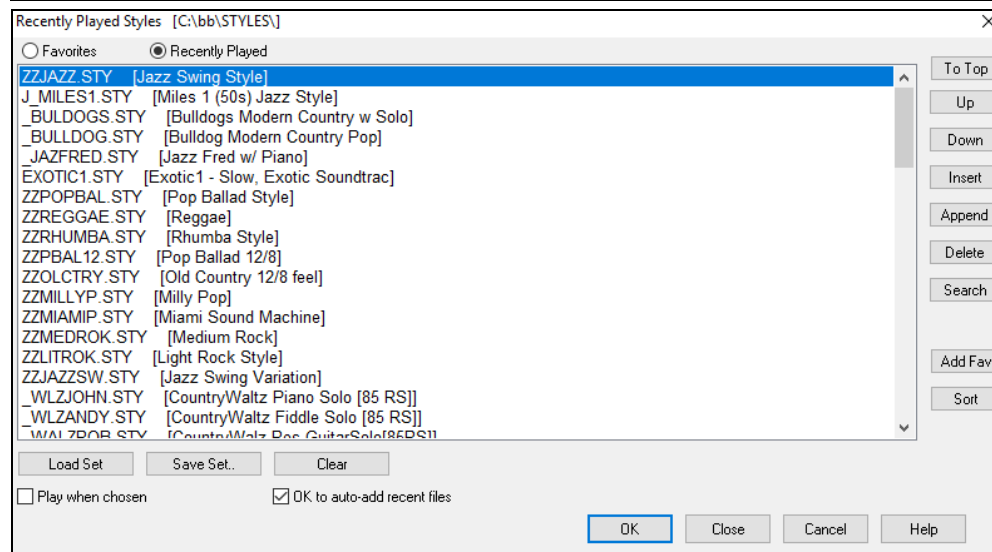 Recently Played Styles [C:\bb\STYLES\]
Favorites Recently Played
ZZJAZZ.STY [Jazz Swing Style]
J_MILES1.STY [Miles 1 (50s) Jazz Style]
_BULDOGS.STY [Bulldogs Modern Country w Solo]
_BULLDOG.STY [Bulldog Modern Country Pop]
_JAZFRED.STY [Jazz Fred w/ Piano]
EXOTIC1.STY [Exotic1 - Slow, Exotic Soundtrac]
ZZPOPBAL.STY [Pop Ballad Style]
ZZREGGAE.STY [Reggae]
ZZRHUMBA.STY [Rhumba Style]
ZZPBAL12.STY [Pop Ballad 12/8]
ZZOLCTRY.STY [Old Country 12/8 feel]
ZZMILLYP.STY [Milly Pop]
ZZMIAMIP.STY [Miami Sound Machine]
ZZMEDROK.STY [Medium Rock]
ZZLITROK.STY [Light Rock Style]
ZZJAZZSW.STY [Jazz Swing Variation]
_WLZJOHN.STY [CountryWaltz Piano Solo [85 RS]]
_WLZANDY.STY [CountryWaltz Fiddle Solo [85 RS]]
_WALZROB.STY [CountryWalz Res GuitarSolo[85RS]]
To Top
Up
Down
Insert
Append
Delete
Search
Add Fav
Sort
Load Set Save Set.. Clear
Play when chosen OK to auto-add recent files
OK Close Cancel Help